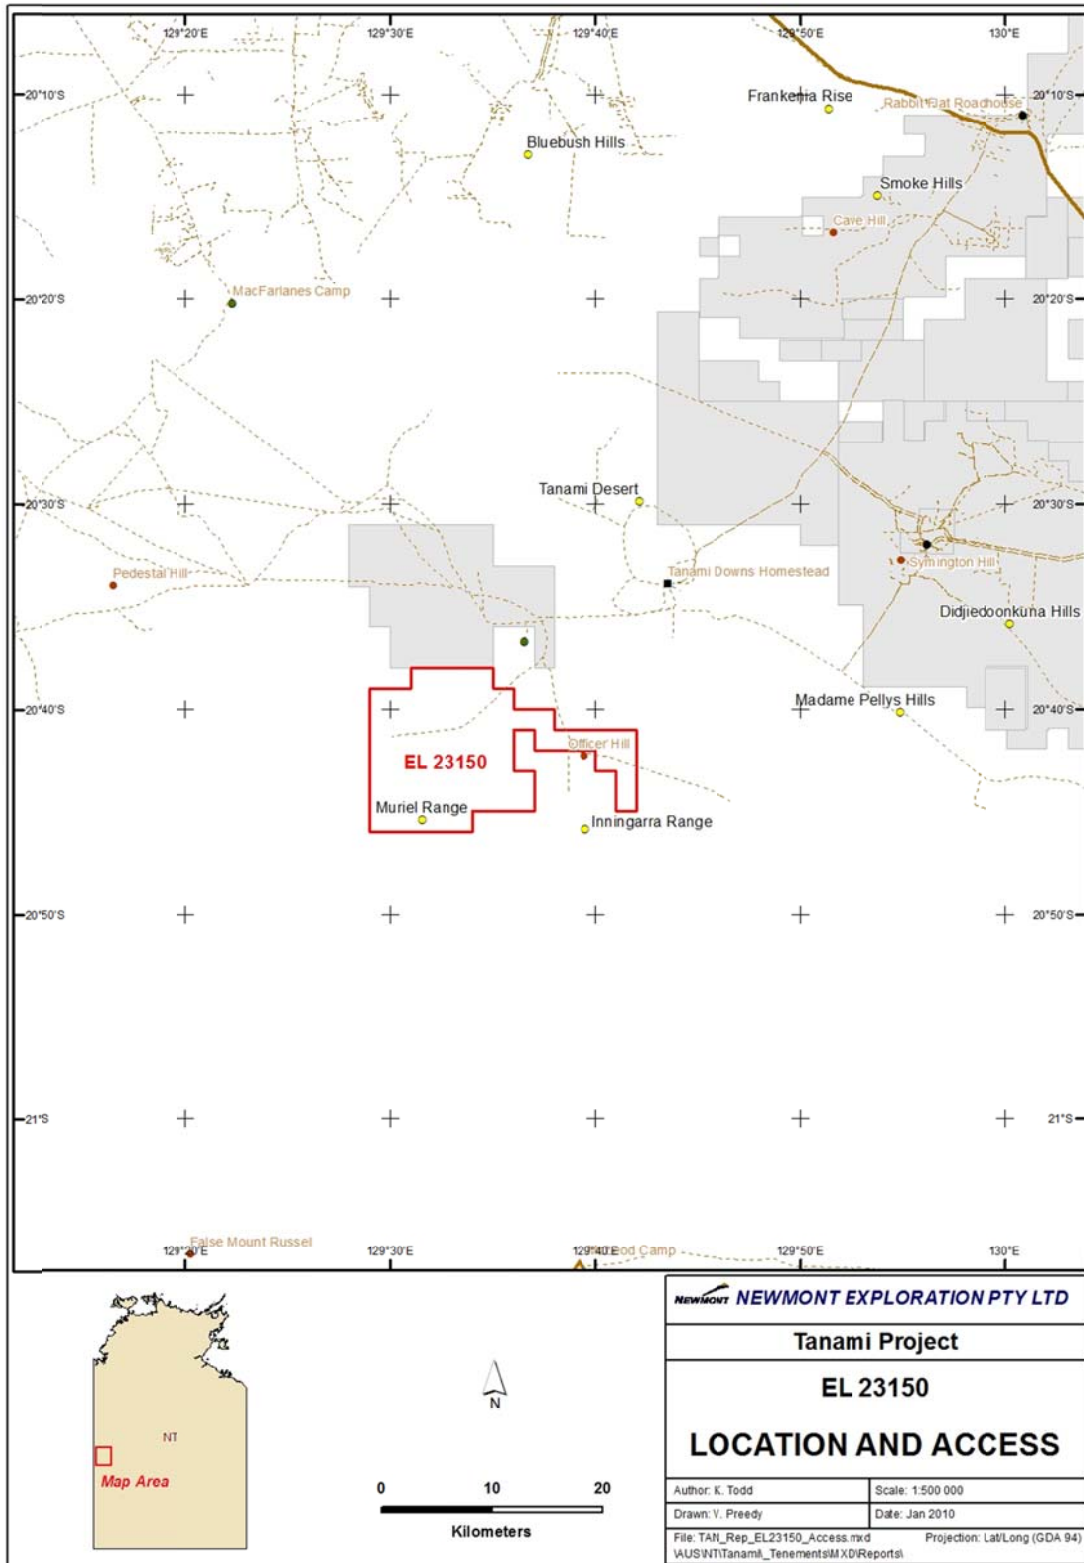 129°20'E 129°30'E 129°40'E 129°50'E 130°E
20°10'S 20°10'S
Frankenia Rise
Rabbit Flat Roadhouse
Bluebush Hills
Smoke Hills
Cave Hill
MacFarlanes Camp
20°20'S 20°20'S
Tanami Desert
20°30'S 20°30'S
Pedestal Hill
Tanami Downs Homestead
Symington Hill
Didjiedoonkuna Hills
Madame Pellys Hills
20°40'S 20°40'S
Officer Hill
EL 23150
Muriel Range
Inningarra Range
20°50'S 20°50'S
21°S 21°S
False Mount Russel
129°20'E 129°30'E 129°40'E 129°50'E 130°E
Camp
NT
Map Area
N
0 10 20
Kilometers
NEWMONT NEWMONT EXPLORATION PTY LTD
Tanami Project
EL 23150
LOCATION AND ACCESS
Author: K. Todd Scale: 1:500 000
Drawn: V. Preedy Date: Jan 2010
File: TAN_Rep_EL23150_Access.mxd Projection: Lat/Long (GDA 94)
\AUS\NT\Tanami\_Tenements\MXD\Reports\